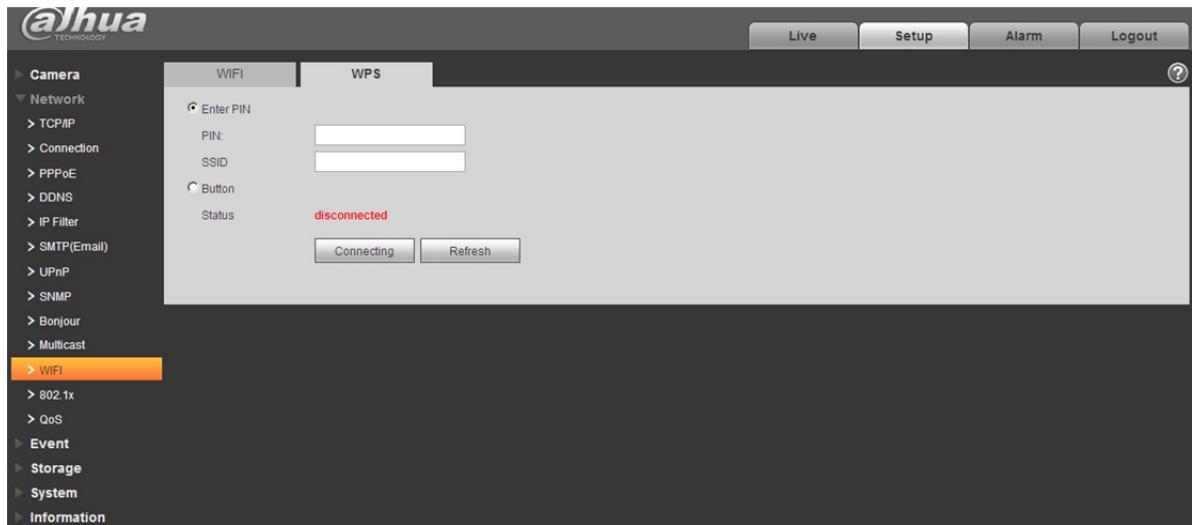 alhua
TECHNOLOGY
Live Setup Alarm Logout
Camera
Network
> TCP/IP
> Connection
> PPPoE
> DDNS
> IP Filter
> SMTP(Email)
> UPnP
> SNMP
> Bonjour
> Multicast
> WIFI
> 802.1x
> QoS
Event
Storage
System
Information
WIFI WPS
?
Enter PIN
PIN:
SSID
Button
Status disconnected
Connecting Refresh